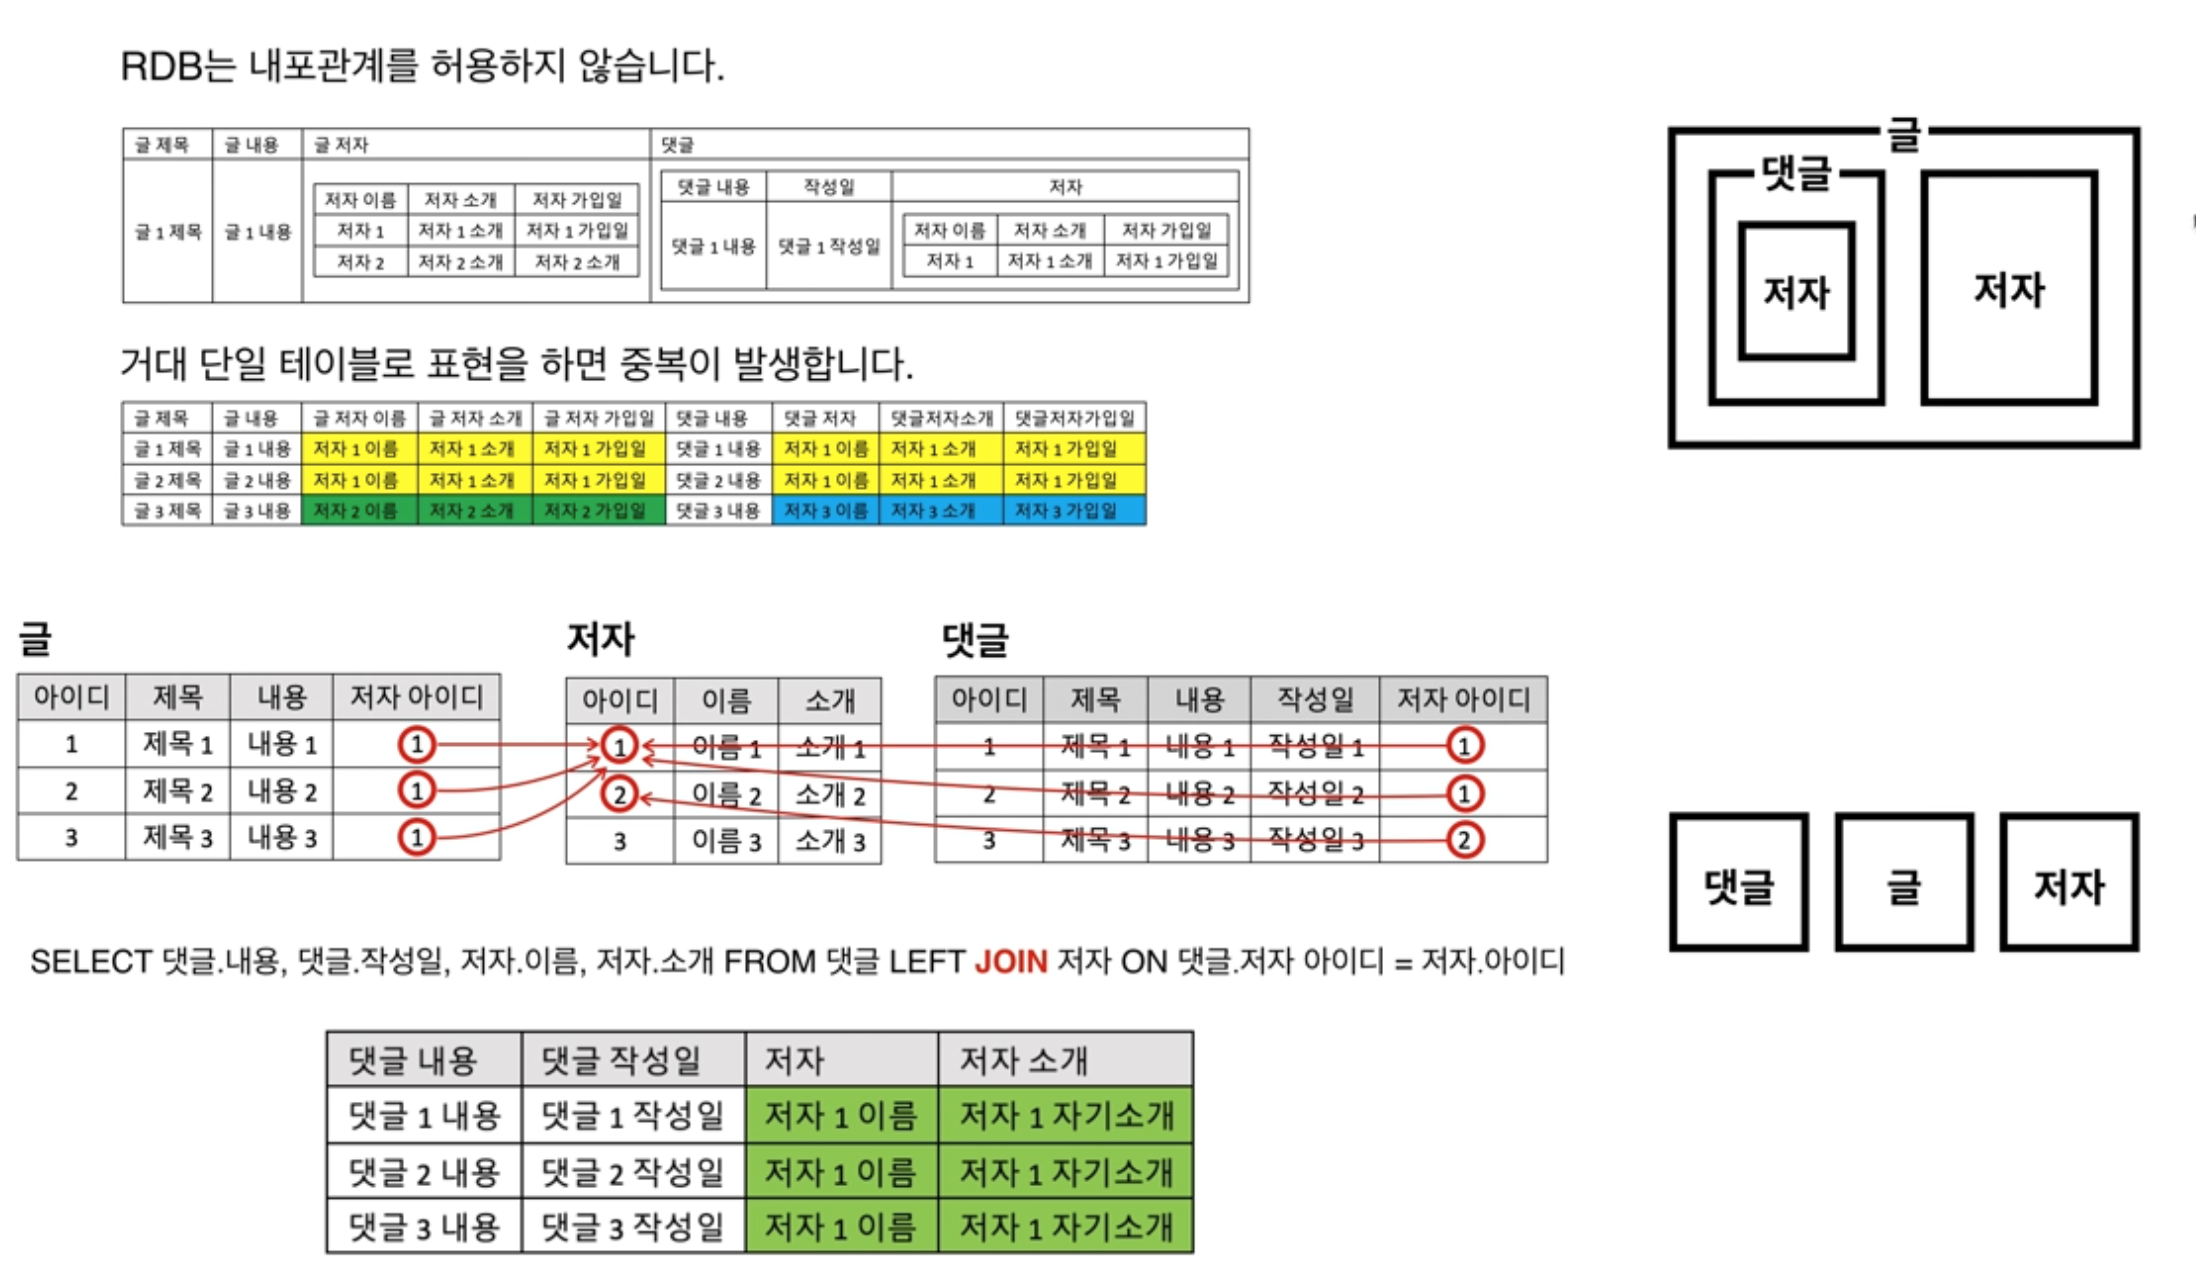 RDB는 내포관계를 허용하지 않습니다.
글 제목 글 내용 글 저자 댓글
글 1 제목 글 1 내용
저자 이름 저자 소개 저자 가입일
저자 1 저자 1 소개 저자 1 가입일
저자 2 저자 2 소개 저자 2 소개
댓글 내용 작성일 저자
댓글 1 내용 댓글 1 작성일
저자 이름 저자 소개 저자 가입일
저자 1 저자 1 소개 저자 1 가입일
글
댓글
저자
저자
거대 단일 테이블로 표현을 하면 중복이 발생합니다.
글 제목 글 내용 글 저자 이름 글 저자 소개 글 저자 가입일 댓글 내용 댓글 저자 댓글저자소개 댓글저자가입일
글 1 제목 글 1 내용 저자 1 이름 저자 1 소개 저자 1 가입일 댓글 1 내용 저자 1 이름 저자 1 소개 저자 1 가입일
글 2 제목 글 2 내용 저자 1 이름 저자 1 소개 저자 1 가입일 댓글 2 내용 저자 1 이름 저자 1 소개 저자 1 가입일
글 3 제목 글 3 내용 저자 2 이름 저자 2 소개 저자 2 가입일 댓글 3 내용 저자 3 이름 저자 3 소개 저자 3 가입일
글
아이디 제목 내용 저자 아이디
1 제목 1 내용 1 1
2 제목 2 내용 2 1
3 제목 3 내용 3 1
저자
아이디 이름 소개
1 이름 1 소개 1
2 이름 2 소개 2
3 이름 3 소개 3
댓글
아이디 제목 내용 작성일 저자 아이디
1 제목 1 내용 1 작성일 1 1
2 제목 2 내용 2 작성일 2 1
3 제목 3 내용 3 작성일 3 2
댓글 글 저자
SELECT 댓글.내용, 댓글.작성일, 저자.이름, 저자.소개 FROM 댓글 LEFT JOIN 저자 ON 댓글.저자 아이디 = 저자.아이디
댓글 내용 댓글 작성일 저자 저자 소개
댓글 1 내용 댓글 1 작성일 저자 1 이름 저자 1 자기소개
댓글 2 내용 댓글 2 작성일 저자 1 이름 저자 1 자기소개
댓글 3 내용 댓글 3 작성일 저자 1 이름 저자 1 자기소개